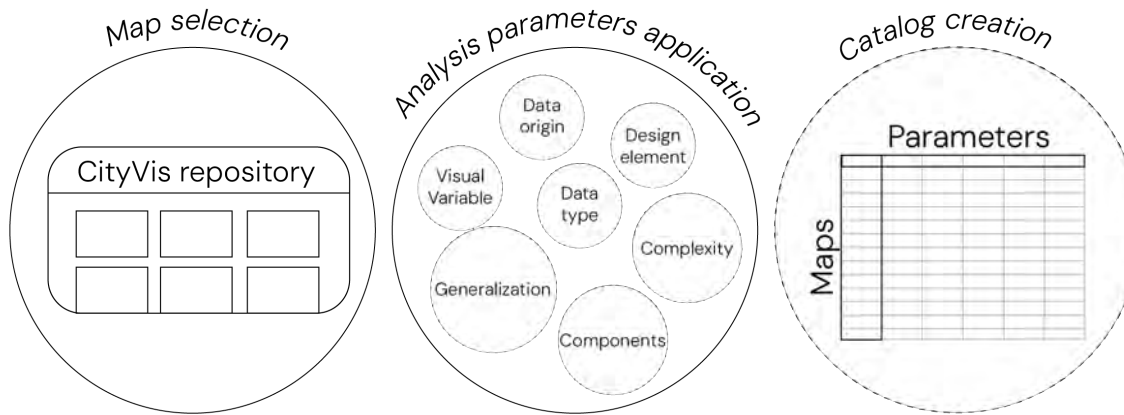 Map selection
CityVis repository
Analysis parameters application
Data
origin
Design
element
Visual
Variable
Data
type
Complexity
Generalization
Components
Catalog creation
Parameters
Maps